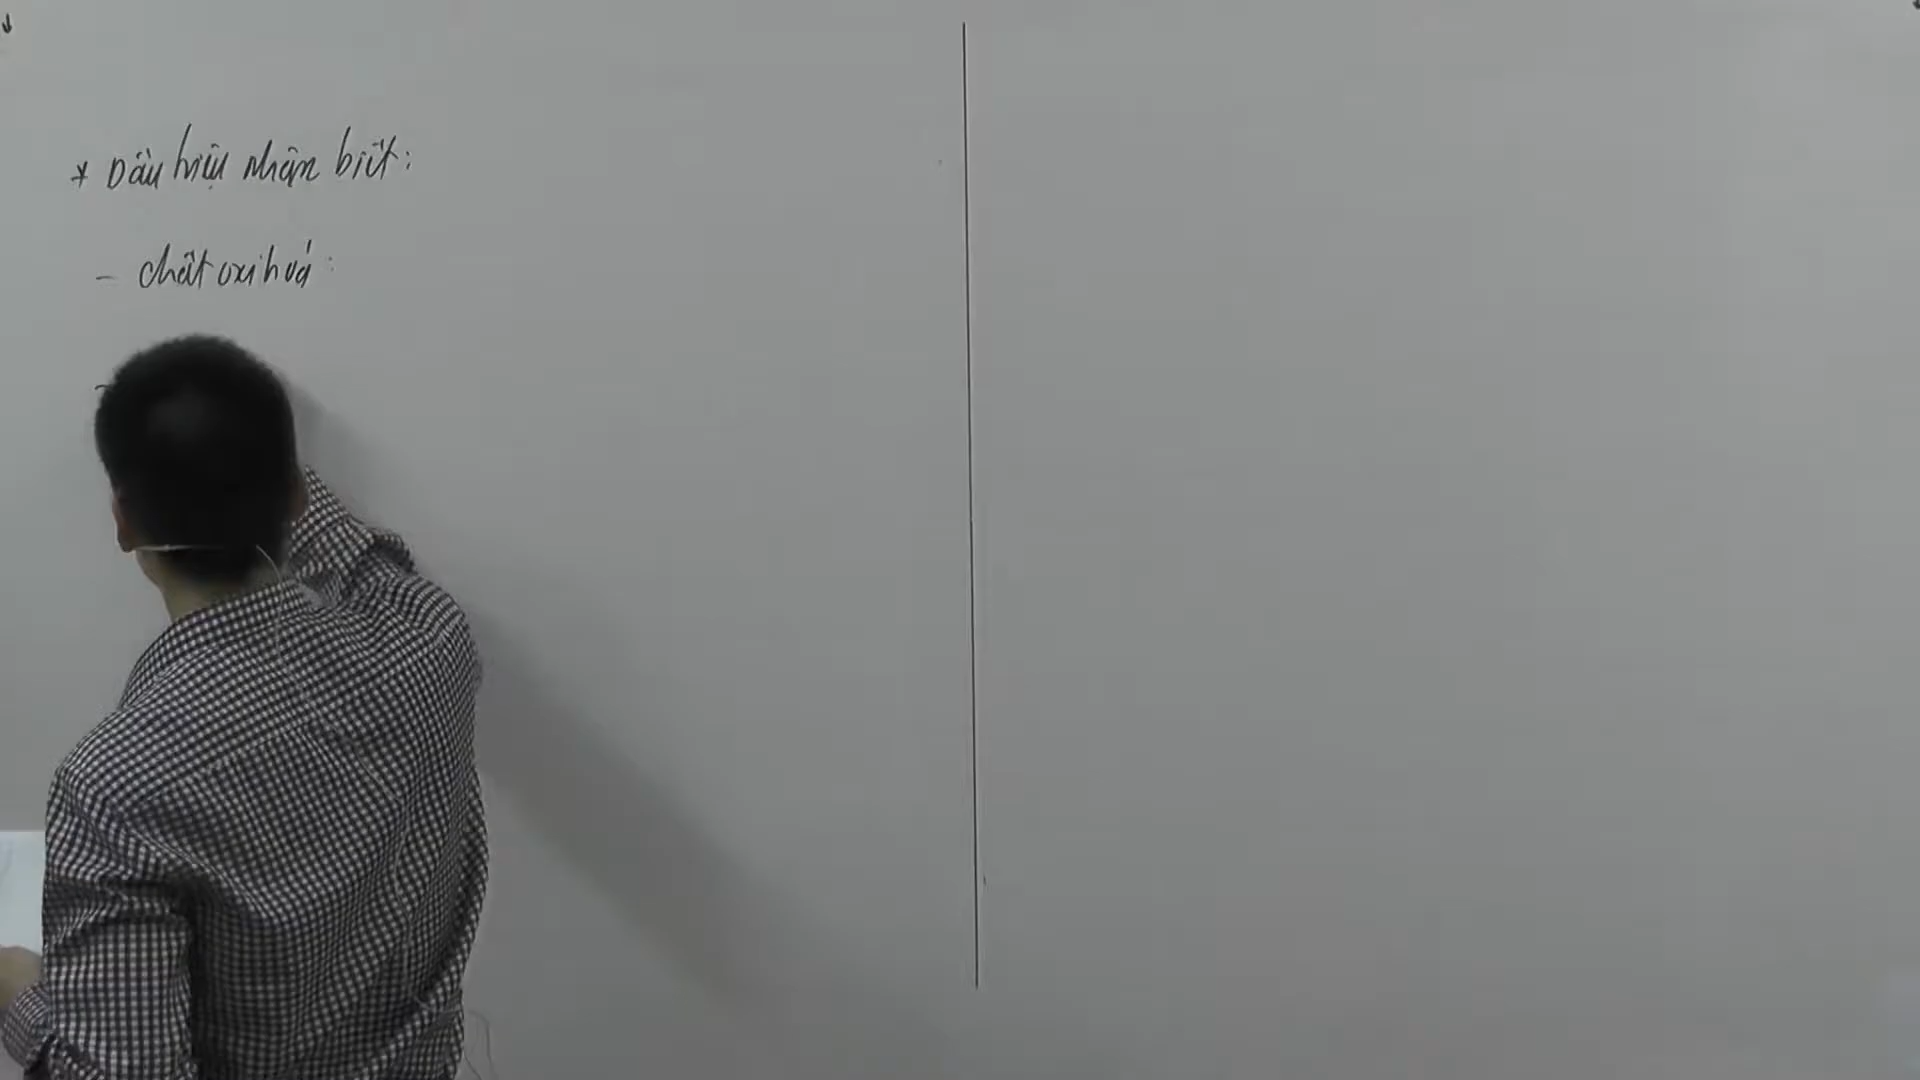 * Dấu hiệu nhận biết:
- chất oxi hoá: